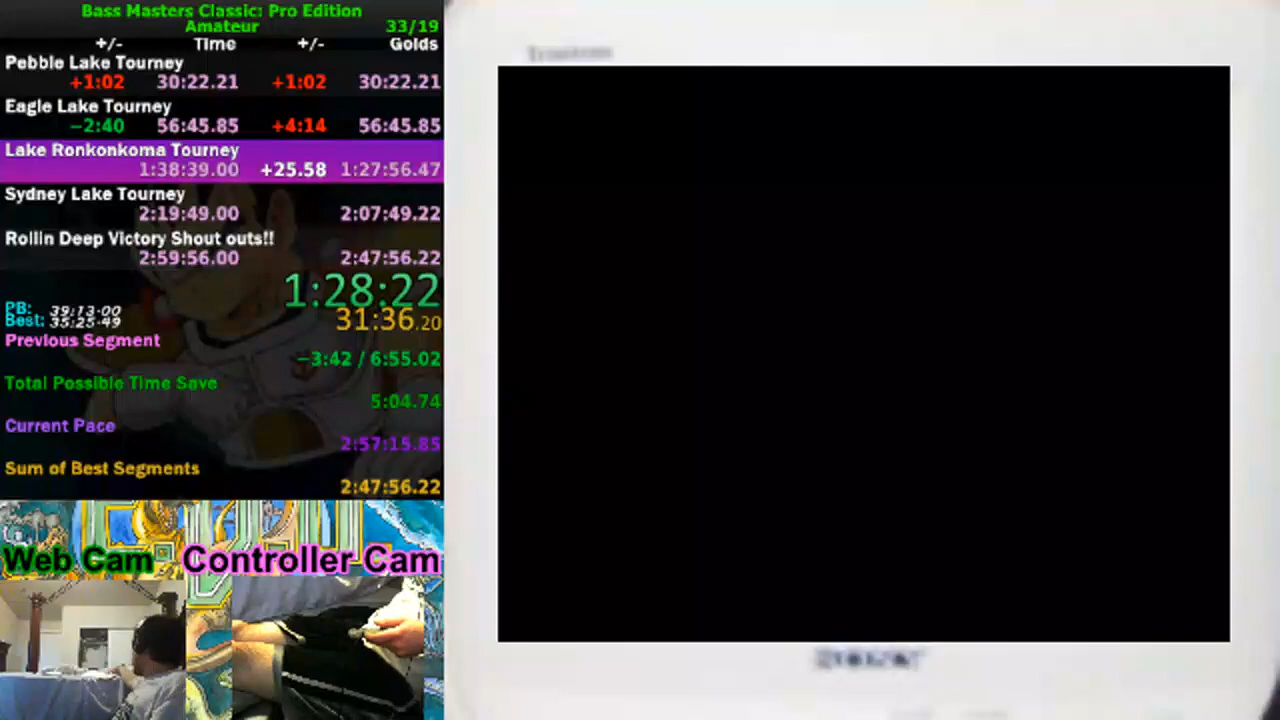 Bass Masters Classic: Pro Edition
Amateur 33/19
+/- Time +/- Golds
Pebble Lake Tourney
+1:02 30:22.21 +1:02 30:22.21
Eagle Lake Tourney
−2:40 56:45.85 +4:14 56:45.85
Lake Ronkonkoma Tourney
1:38:39.00 +25.58 1:27:56.47
Sydney Lake Tourney
2:19:49.00 2:07:49.22
Rollin Deep Victory Shout outs!!
2:59:56.00 2:47:56.22
1:28:22
PB: 39:13.00
Best: 35:25.49
31:36.20
Previous Segment
−3:42 / 6:55.02
Total Possible Time Save
5:04.74
Current Pace
2:57:15.85
Sum of Best Segments
2:47:56.22
Web Cam Controller Cam